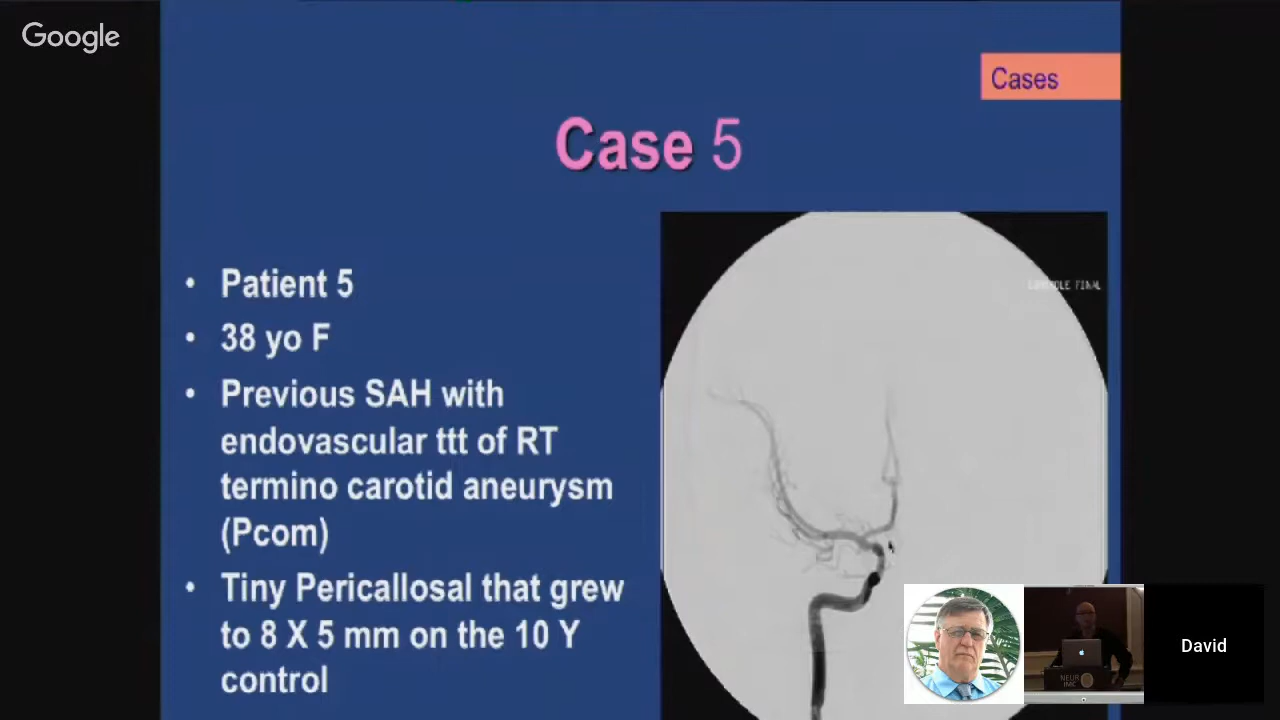 Google
Cases
Case 5
• Patient 5
• 38 yo F
• Previous SAH with
endovascular ttt of RT
termino carotid aneurysm
(Pcom)
• Tiny Pericallosal that grew
to 8 X 5 mm on the 10 Y
control
FINAL
David